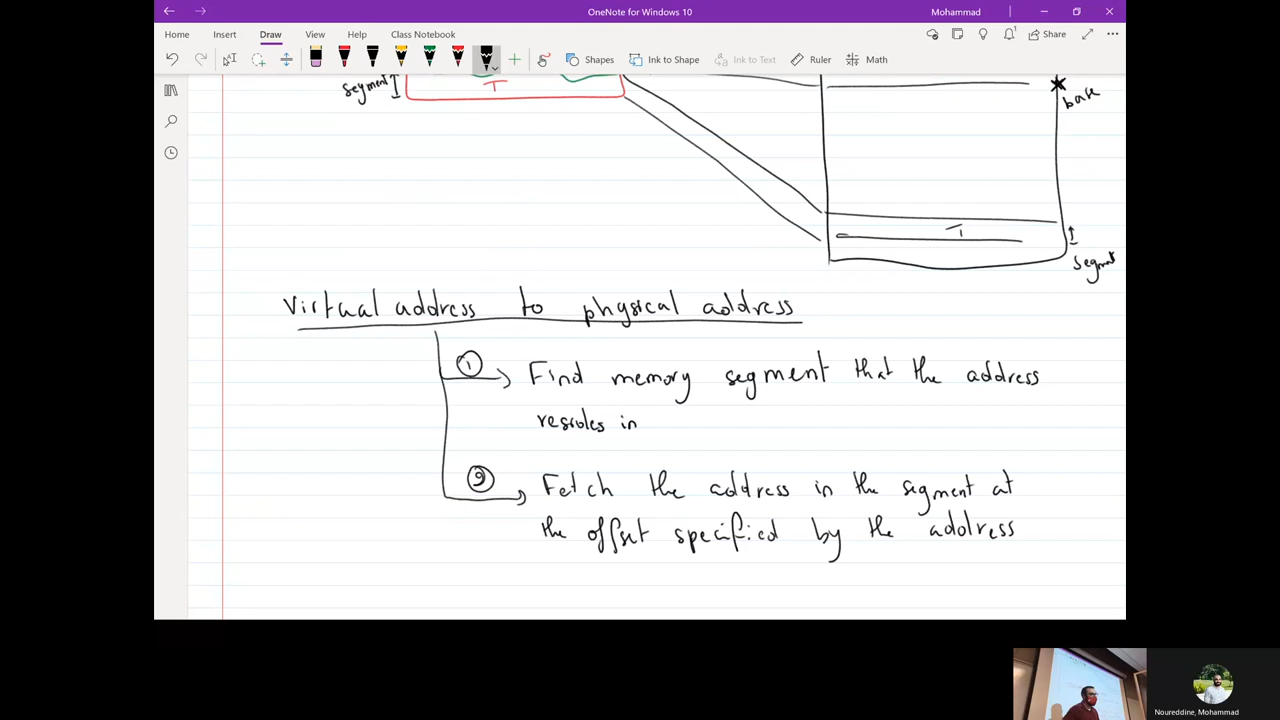 OneNote for Windows 10
Mohammad
Home Insert Draw View Help Class Notebook
Share
Shapes Ink to Shape Ink to Text Ruler Math
segment
T
base
T
segment
Virtual address to physical address
1 Find memory segment that the address
resides in
2 Fetch the address in the segment at
the offset specified by the address
Noureddine, Mohammad